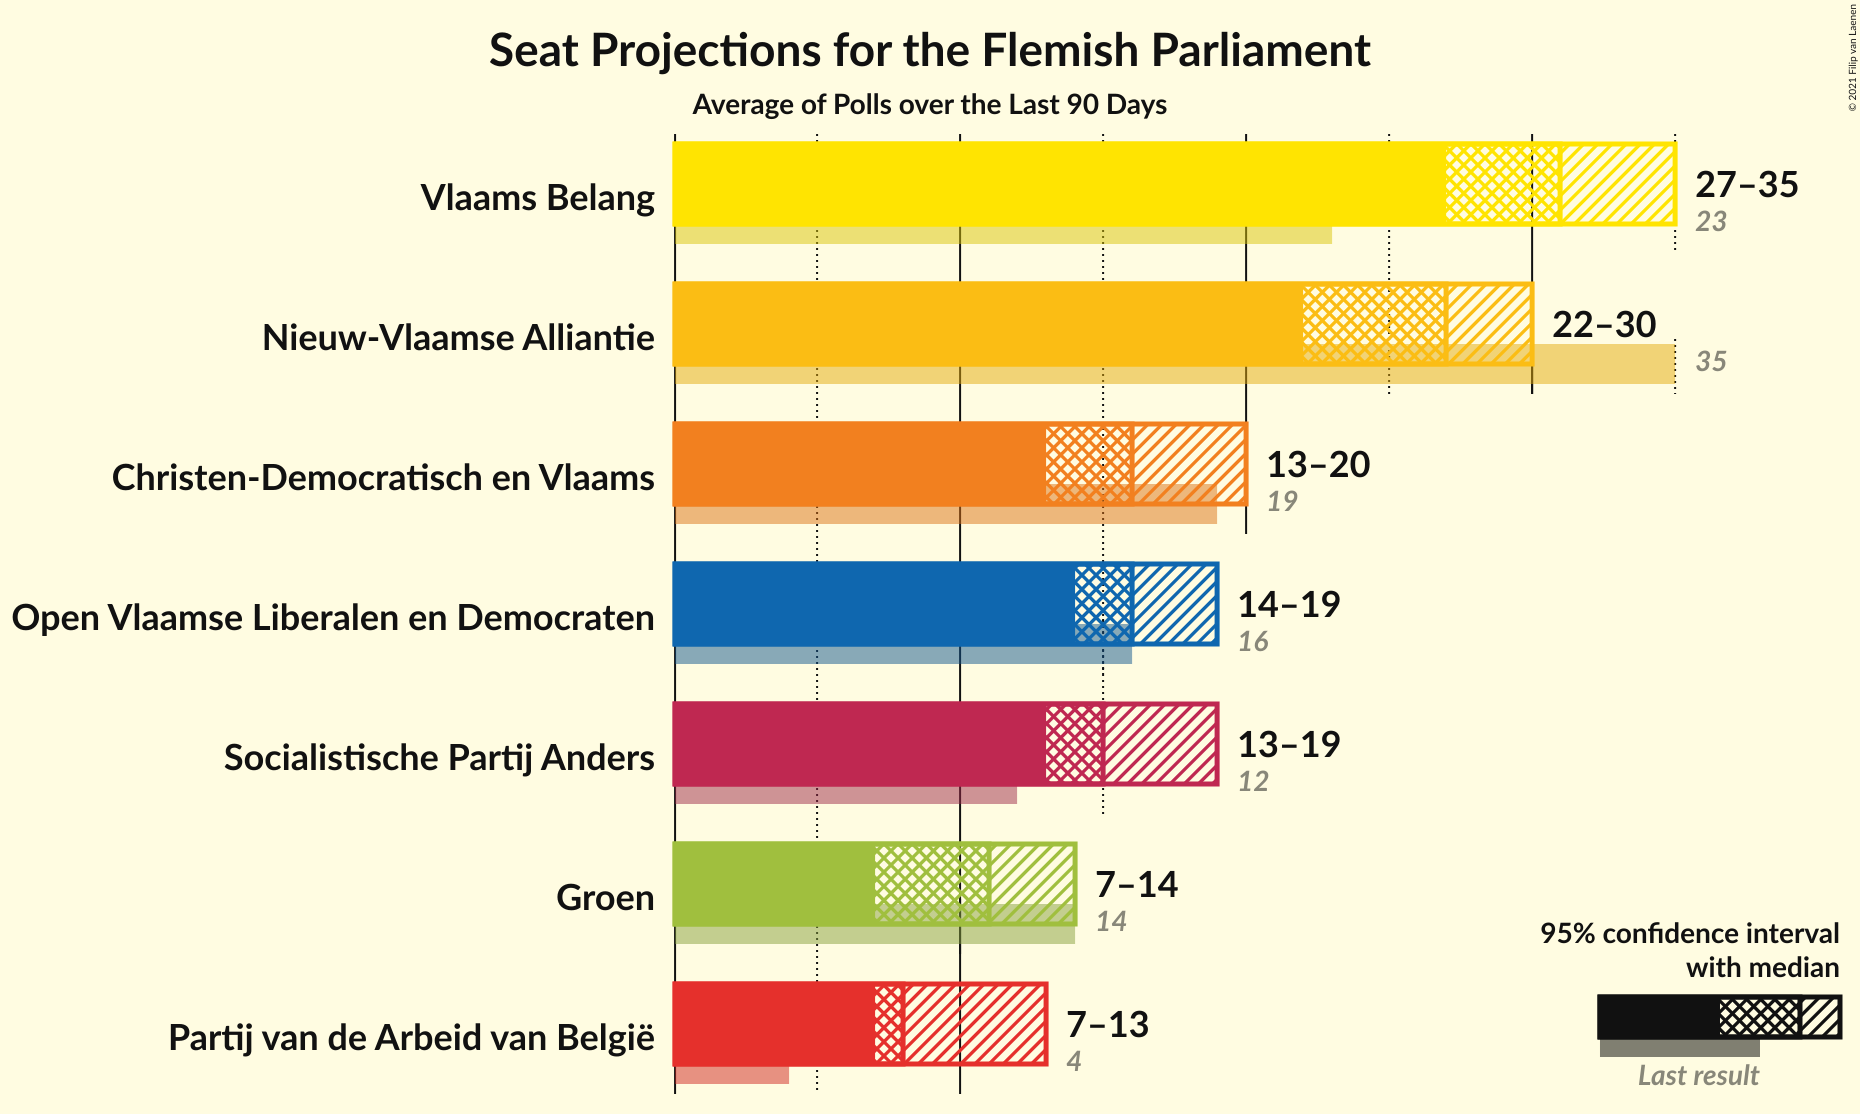 Seat Projections for the Flemish Parliament
Average of Polls over the Last 90 Days
© 2021 Filip van Laenen
Vlaams Belang
27–35
23
Nieuw-Vlaamse Alliantie
22–30
35
Christen-Democratisch en Vlaams
13–20
19
Open Vlaamse Liberalen en Democraten
14–19
16
Socialistische Partij Anders
13–19
12
Groen
7–14
14
Partij van de Arbeid van België
7–13
4
95% confidence interval
with median
Last result